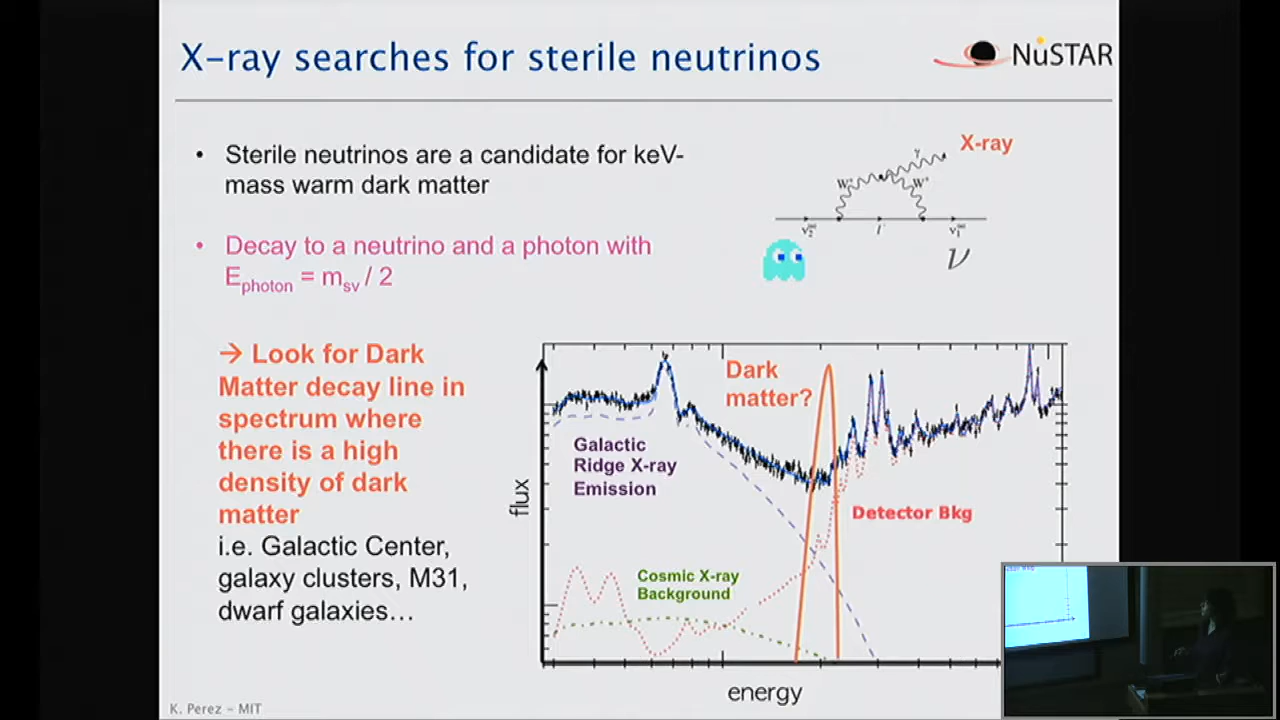 X-ray searches for sterile neutrinos
NuSTAR
• Sterile neutrinos are a candidate for keV-
mass warm dark matter
X-ray
γ
W⁺
W⁺
ν
• Decay to a neutrino and a photon with
E_photon = m_sν / 2
→ Look for Dark
Matter decay line in
spectrum where
there is a high
density of dark
matter
i.e. Galactic Center,
galaxy clusters, M31,
dwarf galaxies…
Dark
matter?
Galactic
Ridge X-ray
Emission
flux
Detector Bkg
Cosmic X-ray
Background
energy
K. Perez – MIT